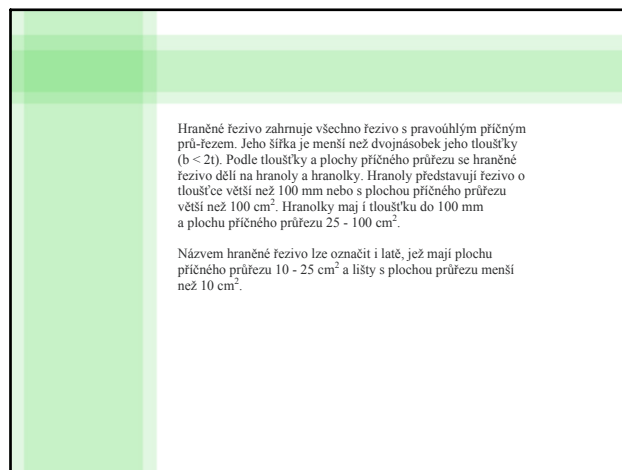 Hraněné řezivo zahrnuje všechno řezivo s pravoúhlým příčným
prů-řezem. Jeho šířka je menší než dvojnásobek jeho tloušťky
(b < 2t). Podle tloušťky a plochy příčného průřezu se hraněné
řezivo dělí na hranoly a hranolky. Hranoly představují řezivo o
tloušťce větší než 100 mm nebo s plochou příčného průřezu
větší než 100 cm². Hranolky maj í tloušťku do 100 mm
a plochu příčného průřezu 25 - 100 cm².
Názvem hraněné řezivo lze označit i latě, jež mají plochu
příčného průřezu 10 - 25 cm² a lišty s plochou průřezu menší
než 10 cm².